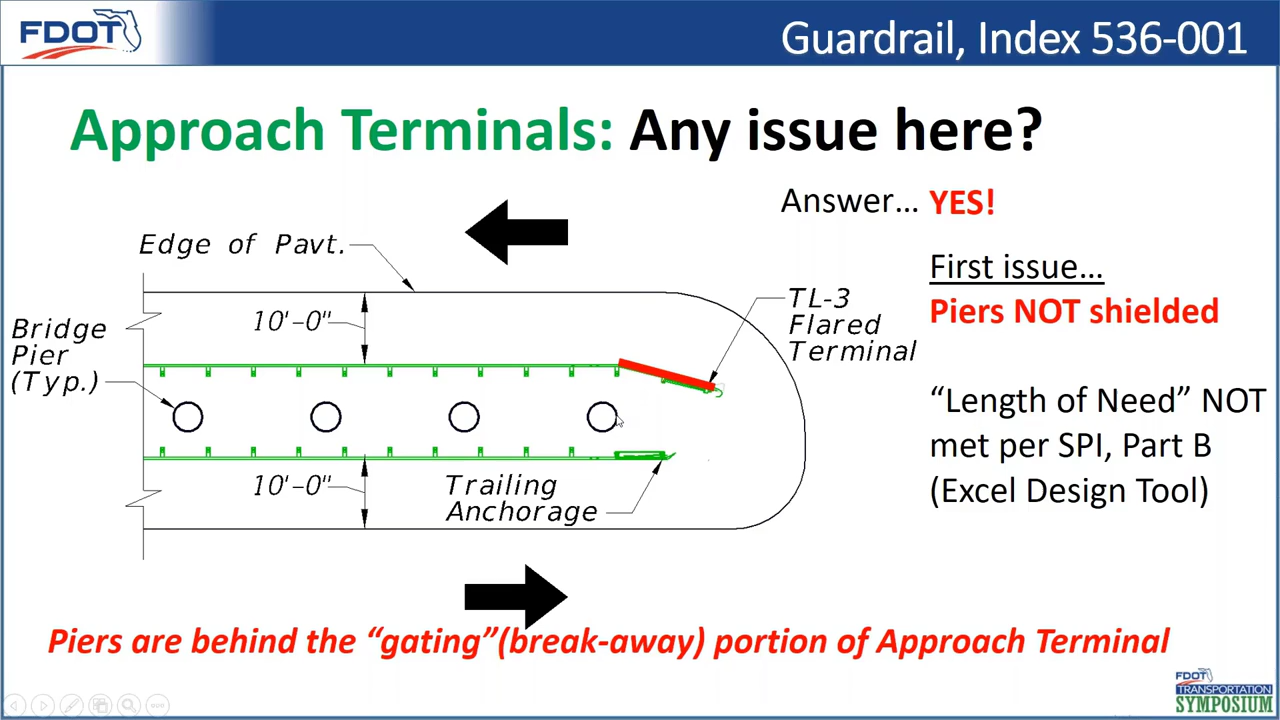 FDOT
Guardrail, Index 536-001
Approach Terminals: Any issue here?
Answer… YES!
First issue…
Piers NOT shielded
“Length of Need” NOT
met per SPI, Part B
(Excel Design Tool)
Edge of Pavt.
10'-0"
TL-3
Flared
Terminal
Bridge
Pier
(Typ.)
10'-0"
Trailing
Anchorage
Piers are behind the “gating”(break-away) portion of Approach Terminal
FDOT
TRANSPORTATION
SYMPOSIUM